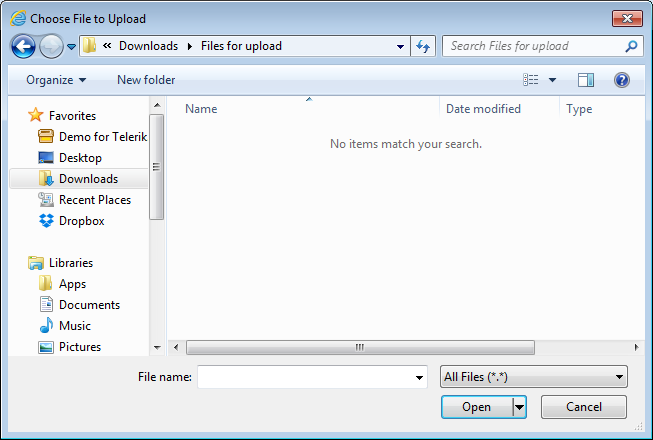 Choose File to Upload
« Downloads Files for upload
Search Files for upload
Organize New folder
Name Date modified Type
No items match your search.
Favorites
Demo for Telerik
Desktop
Downloads
Recent Places
Dropbox
Libraries
Apps
Documents
Music
Pictures
File name: All Files (*.*)
Open Cancel